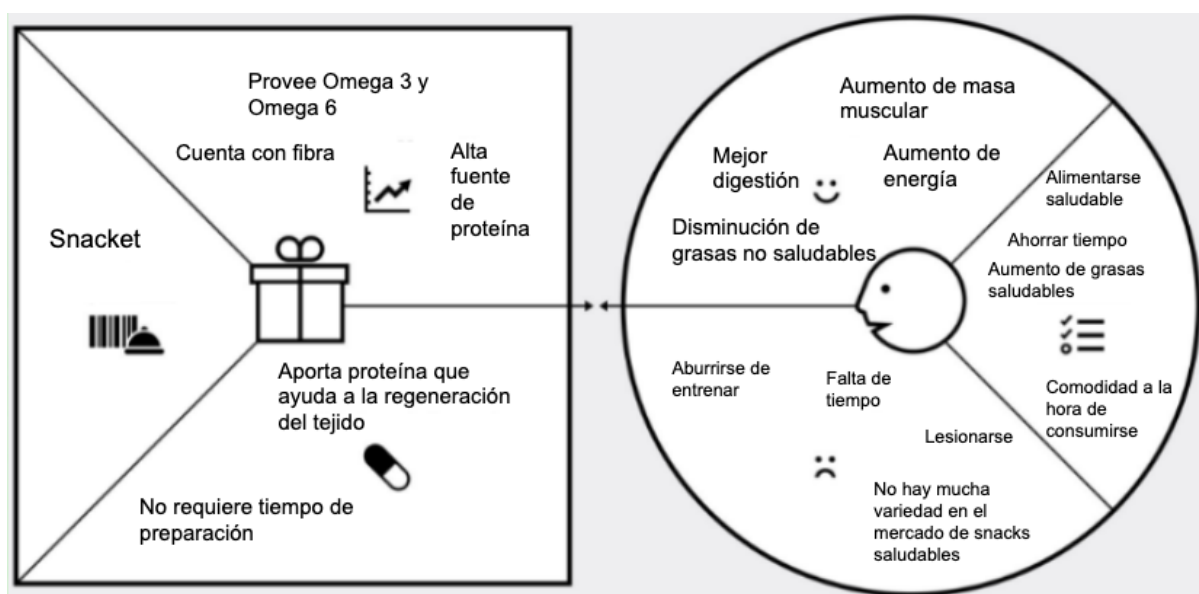 Provee Omega 3 y
Omega 6
Cuenta con fibra
Alta
fuente
de
proteína
Snacket
Aporta proteína que
ayuda a la regeneración
del tejido
No requiere tiempo de
preparación
Aumento de masa
muscular
Mejor
digestión
Aumento de
energía
Disminución de
grasas no saludables
Alimentarse
saludable
Ahorrar tiempo
Aumento de grasas
saludables
Comodidad a la
hora de
consumirse
Aburrirse de
entrenar
Falta de
tiempo
Lesionarse
No hay mucha
variedad en el
mercado de snacks
saludables